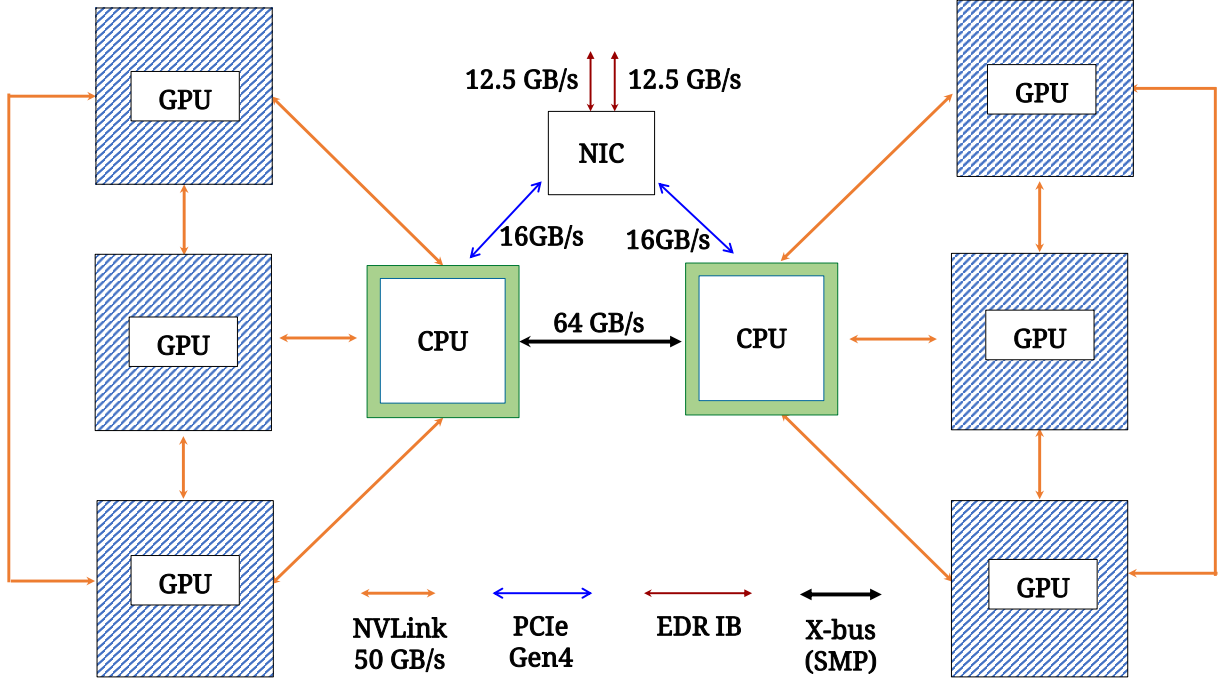 GPU
GPU
12.5 GB/s
12.5 GB/s
NIC
16GB/s
16GB/s
GPU
CPU
64 GB/s
CPU
GPU
GPU
GPU
NVLink
50 GB/s
PCIe
Gen4
EDR IB
X-bus
(SMP)